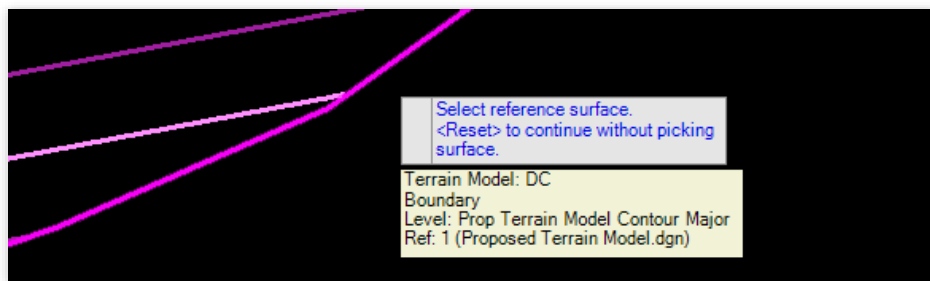 Select reference surface.
<Reset> to continue without picking
surface.
Terrain Model: DC
Boundary
Level: Prop Terrain Model Contour Major
Ref: 1 (Proposed Terrain Model.dgn)